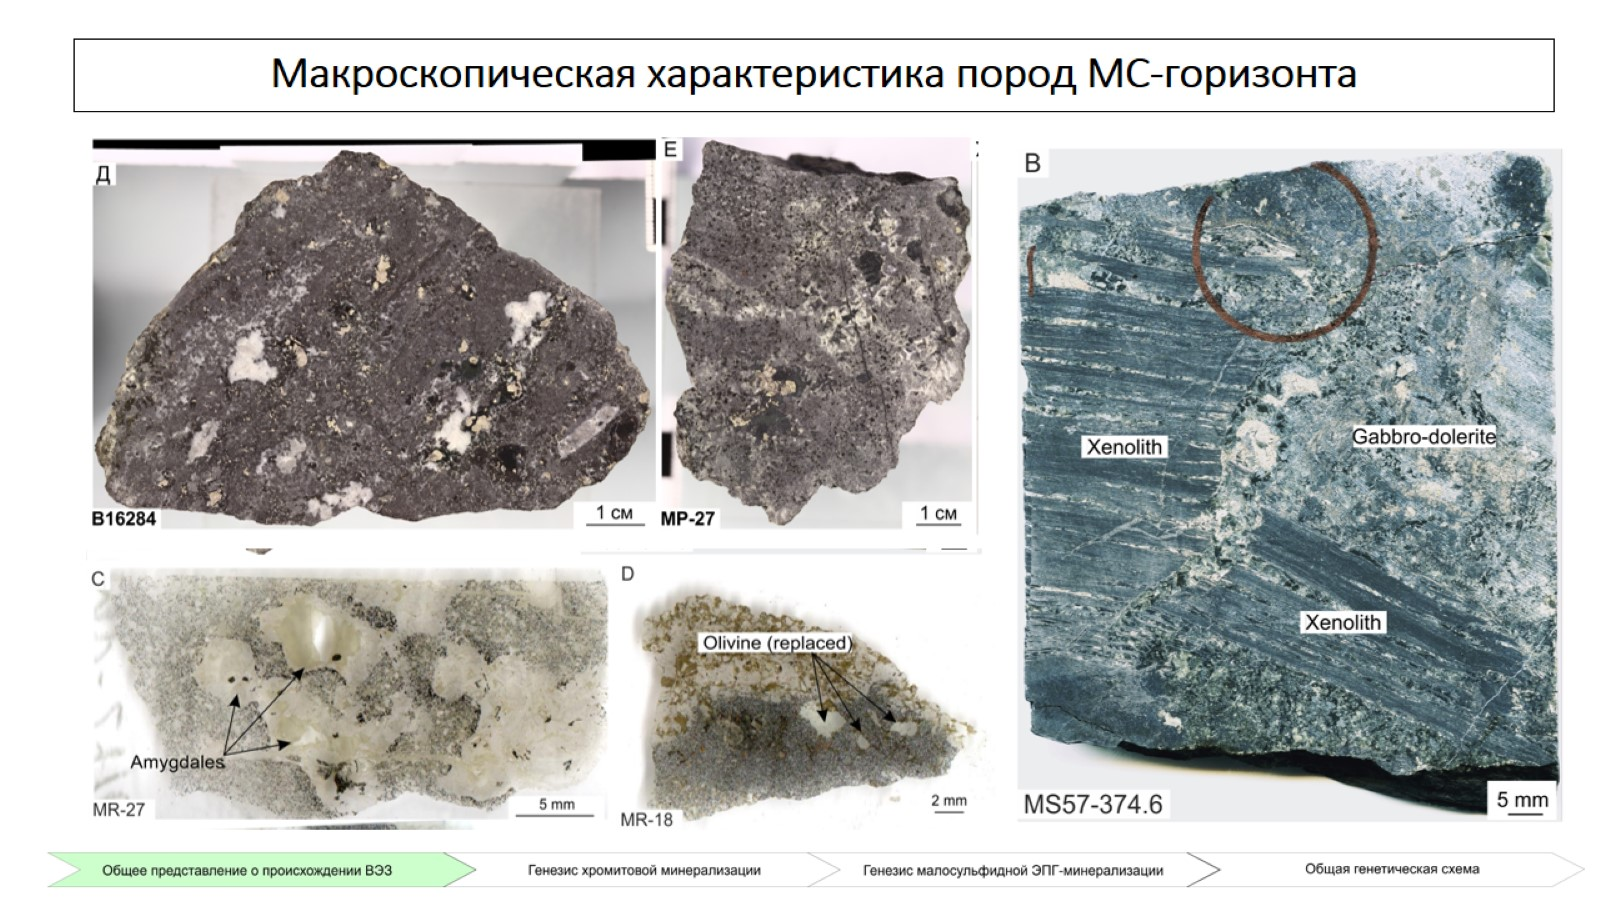 Макроскопическая характеристика пород МС-горизонта
Д
В16284
1 см
Е
МР-27
1 см
B
Xenolith
Gabbro-dolerite
Xenolith
MS57-374.6
5 mm
C
Amygdales
MR-27
5 mm
D
Olivine (replaced)
MR-18
2 mm
Общее представление о происхождении ВЭЗ
Генезис хромитовой минерализации
Генезис малосульфидной ЭПГ-минерализации
Общая генетическая схема